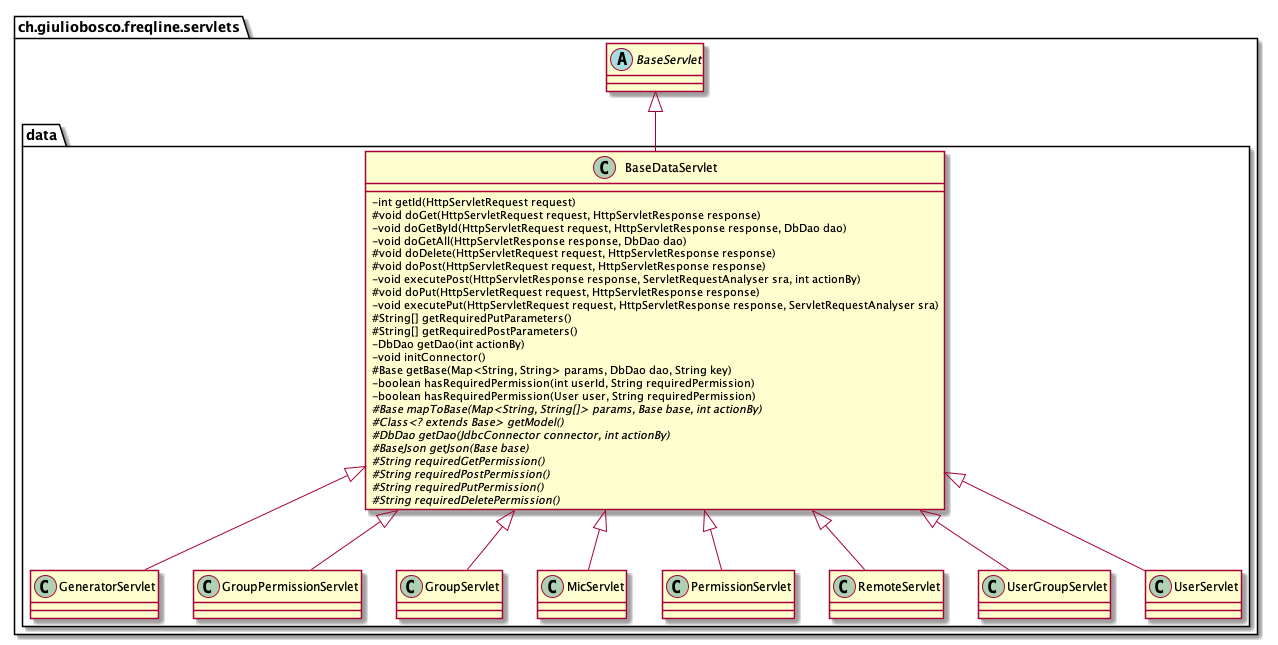 ch.giuliobosco.freqline.servlets
A BaseServlet
data
C BaseDataServlet
-int getId(HttpServletRequest request)
#void doGet(HttpServletRequest request, HttpServletResponse response)
-void doGetById(HttpServletRequest request, HttpServletResponse response, DbDao dao)
-void doGetAll(HttpServletResponse response, DbDao dao)
#void doDelete(HttpServletRequest request, HttpServletResponse response)
#void doPost(HttpServletRequest request, HttpServletResponse response)
-void executePost(HttpServletResponse response, ServletRequestAnalyser sra, int actionBy)
#void doPut(HttpServletRequest request, HttpServletResponse response)
-void executePut(HttpServletRequest request, HttpServletResponse response, ServletRequestAnalyser sra)
#String[] getRequiredPutParameters()
#String[] getRequiredPostParameters()
-DbDao getDao(int actionBy)
-void initConnector()
#Base getBase(Map<String, String> params, DbDao dao, String key)
-boolean hasRequiredPermission(int userId, String requiredPermission)
-boolean hasRequiredPermission(User user, String requiredPermission)
#Base mapToBase(Map<String, String[]> params, Base base, int actionBy)
#Class<? extends Base> getModel()
#DbDao getDao(JdbcConnector connector, int actionBy)
#BaseJson getJson(Base base)
#String requiredGetPermission()
#String requiredPostPermission()
#String requiredPutPermission()
#String requiredDeletePermission()
C GeneratorServlet
C GroupPermissionServlet
C GroupServlet
C MicServlet
C PermissionServlet
C RemoteServlet
C UserGroupServlet
C UserServlet